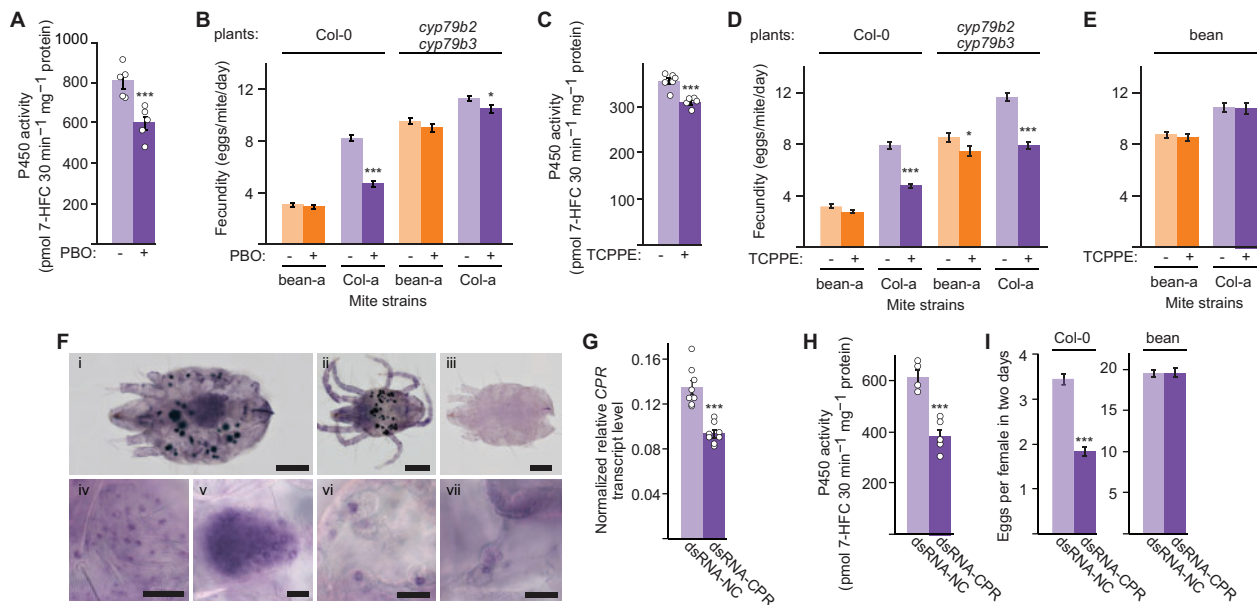 A
P450 activity
(pmol 7-HFC 30 min⁻¹ mg⁻¹ protein)
1000
800
600
400
200
0
***
PBO: - +
B
plants: Col-0 cyp79b2
cyp79b3
Fecundity (eggs/mite/day)
12
8
4
*** *
PBO: - + - + - + - +
bean-a Col-a bean-a Col-a
Mite strains
C
P450 activity
(pmol 7-HFC 30 min⁻¹ mg⁻¹ protein)
300
200
100
0
***
TCPPE: - +
D
plants: Col-0 cyp79b2
cyp79b3
Fecundity (eggs/mite/day)
12
8
4
*** * ***
TCPPE: - + - + - + - +
bean-a Col-a bean-a Col-a
Mite strains
E
bean
12
8
4
TCPPE: - + - +
bean-a Col-a
Mite strains
F
i ii iii
iv v vi vii
G
Normalized relative CPR
transcript level
0.16
0.12
0.08
0.04
***
dsRNA-NC
dsRNA-CPR
H
P450 activity
(pmol 7-HFC 30 min⁻¹ mg⁻¹ protein)
600
400
200
***
dsRNA-NC
dsRNA-CPR
I
Col-0 bean
Eggs per female in two days
4
3
2
1
0
***
20
15
10
5
dsRNA-NC
dsRNA-CPR
dsRNA-NC
dsRNA-CPR